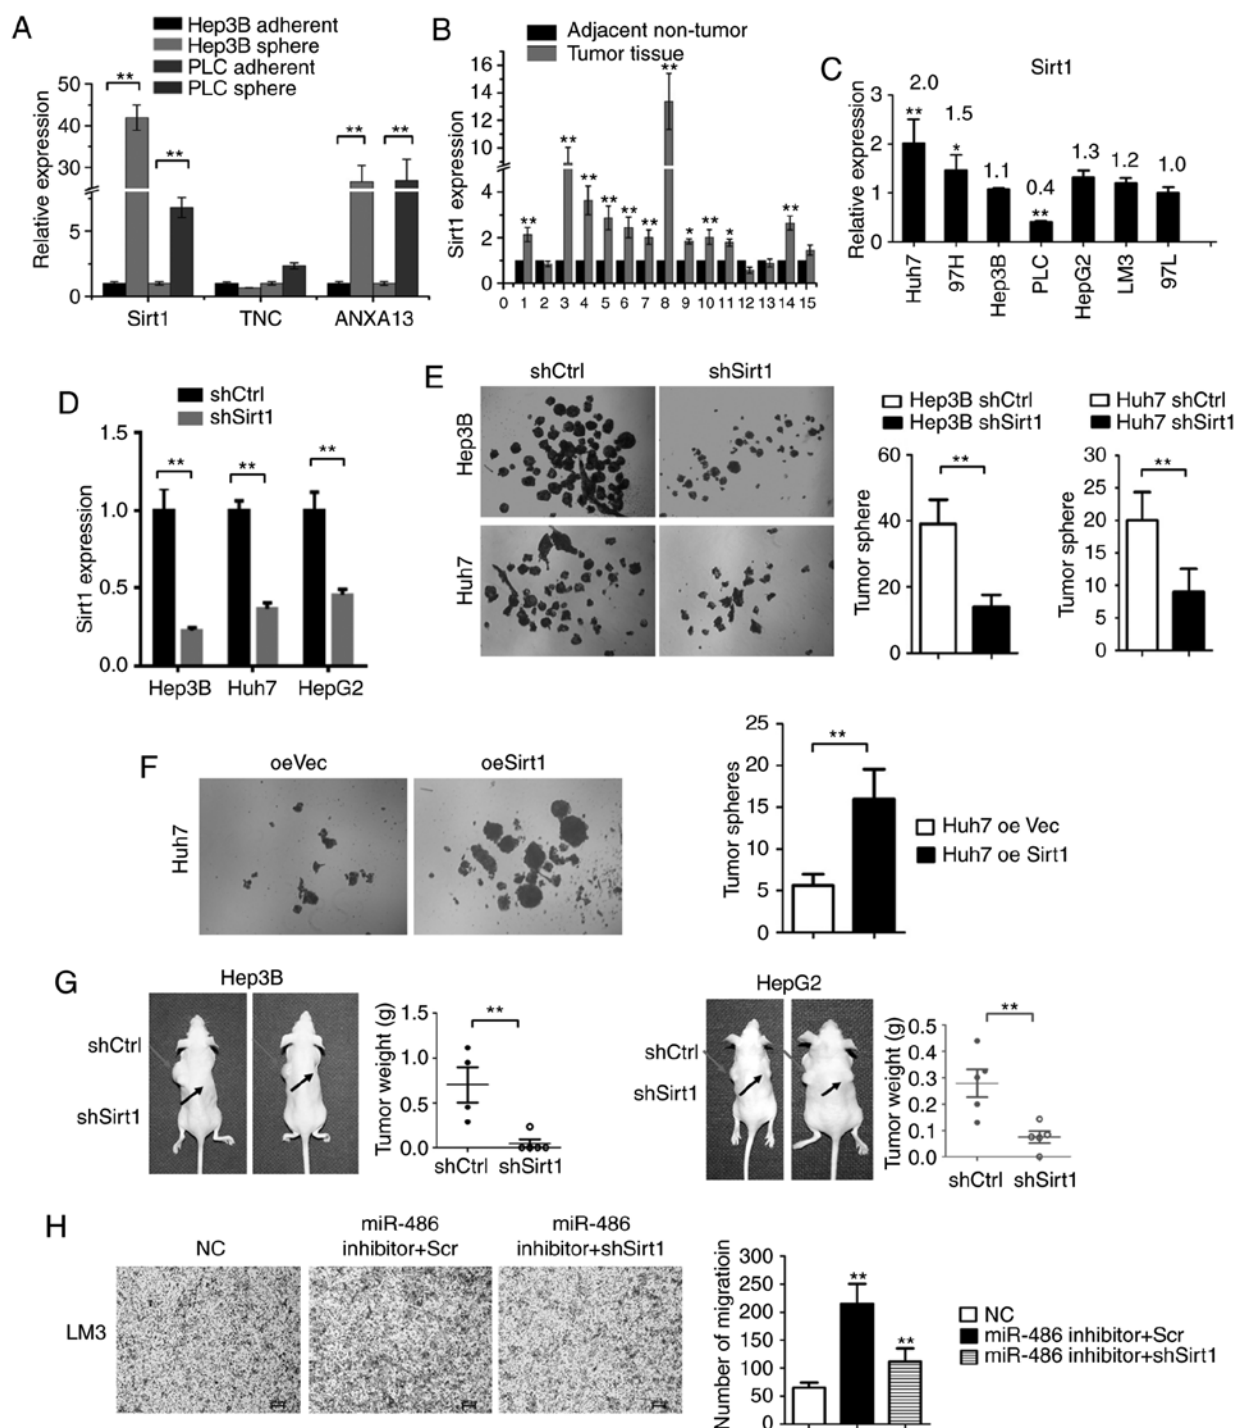 A
Hep3B adherent
Hep3B sphere
PLC adherent
PLC sphere
Relative expression
50
40
30
5
0
**
**
**
**
Sirt1
TNC
ANXA13
B
Adjacent non-tumor
Tumor tissue
Sirt1 expression
16
14
12
10
4
2
0
**
**
**
**
**
**
**
*
**
*
**
0 1 2 3 4 5 6 7 8 9 10 11 12 13 14 15
C
Sirt1
Relative expression
3
2
1
0
2.0
1.5
1.1
0.4
1.3
1.2
1.0
**
*
**
Huh7
97H
Hep3B
PLC
HepG2
LM3
97L
D
shCtrl
shSirt1
Sirt1 expression
1.5
1.0
0.5
0.0
**
**
**
Hep3B
Huh7
HepG2
E
shCtrl
shSirt1
Hep3B
Huh7
Hep3B shCtrl
Hep3B shSirt1
Tumor sphere
60
40
20
0
**
Huh7 shCtrl
Huh7 shSirt1
Tumor sphere
30
25
20
15
10
5
0
**
F
oeVec
oeSirt1
Huh7
Tumor spheres
25
20
15
10
5
0
**
Huh7 oe Vec
Huh7 oe Sirt1
G
Hep3B
shCtrl
shSirt1
Tumor weight (g)
1.5
1.0
0.5
0.0
**
shCtrl
shSirt1
HepG2
shCtrl
shSirt1
Tumor weight (g)
0.5
0.4
0.3
0.2
0.1
0.0
**
shCtrl
shSirt1
H
NC
miR-486
inhibitor+Scr
miR-486
inhibitor+shSirt1
LM3
Number of migratioin
300
250
200
150
100
50
0
**
**
NC
miR-486 inhibitor+Scr
miR-486 inhibitor+shSirt1